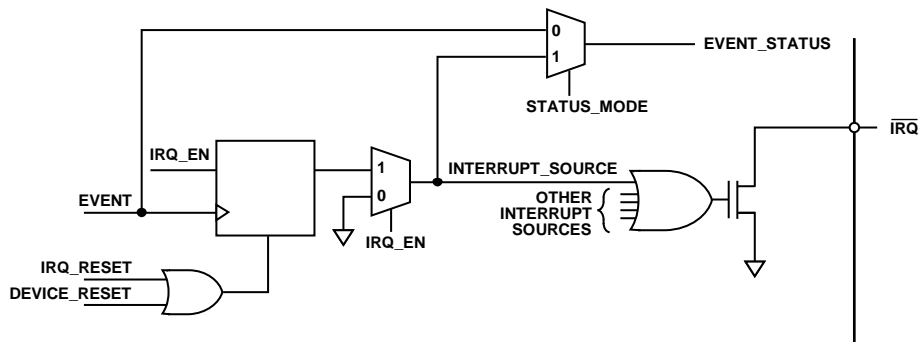 0
1
EVENT_STATUS
STATUS_MODE
IRQ
IRQ_EN
1
0
INTERRUPT_SOURCE
EVENT
OTHER
INTERRUPT
SOURCES
IRQ_EN
IRQ_RESET
DEVICE_RESET